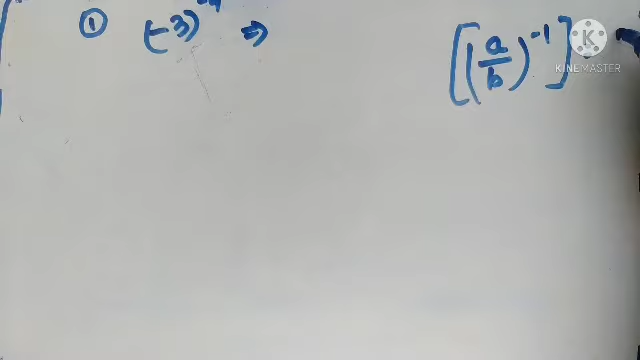 ① (-3) ⇒
[(a/b)^-1]
K
KINEMASTER